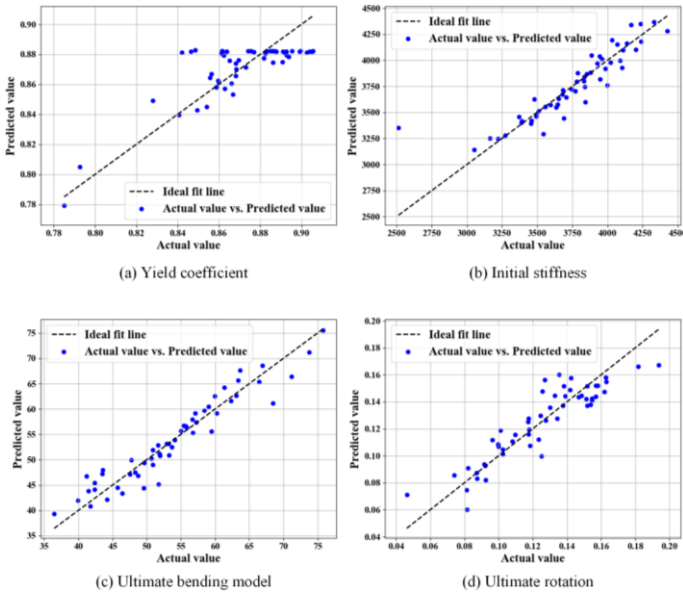 0.90
0.88
0.86
0.84
0.82
0.80
0.78
Predicted value
Ideal fit line
Actual value vs. Predicted value
0.78 0.80 0.82 0.84 0.86 0.88 0.90
Actual value
(a) Yield coefficient
4500
4250
4000
3750
3500
3250
3000
2750
2500
Predicted value
Ideal fit line
Actual value vs. Predicted value
2500 2750 3000 3250 3500 3750 4000 4250 4500
Actual value
(b) Initial stiffness
75
70
65
60
55
50
45
40
35
Predicted value
Ideal fit line
Actual value vs. Predicted value
35 40 45 50 55 60 65 70 75
Actual value
(c) Ultimate bending model
0.20
0.18
0.16
0.14
0.12
0.10
0.08
0.06
0.04
Predicted value
Ideal fit line
Actual value vs. Predicted value
0.04 0.06 0.08 0.10 0.12 0.14 0.16 0.18 0.20
Actual value
(d) Ultimate rotation